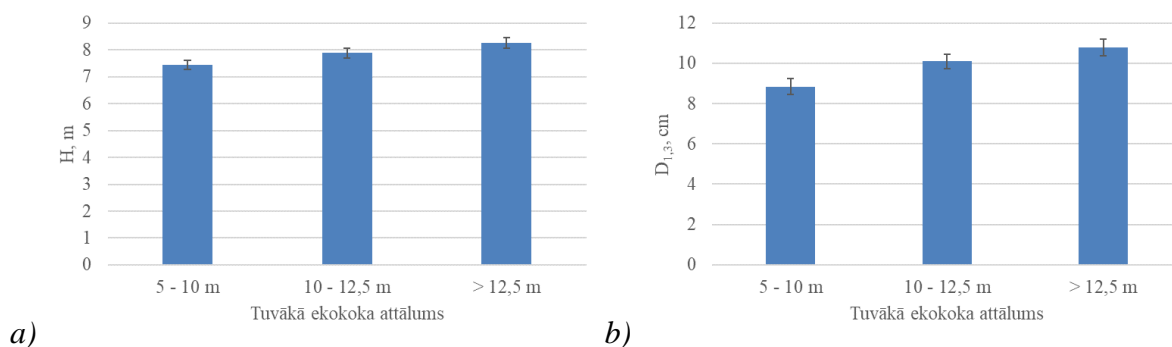 9
8
7
6
5
4
3
2
1
0
H, m
5 - 10 m
10 - 12,5 m
> 12,5 m
Tuvākā ekokoka attālums
a)
12
10
8
6
4
2
0
D1,3, cm
5 - 10 m
10 - 12,5 m
> 12,5 m
Tuvākā ekokoka attālums
b)